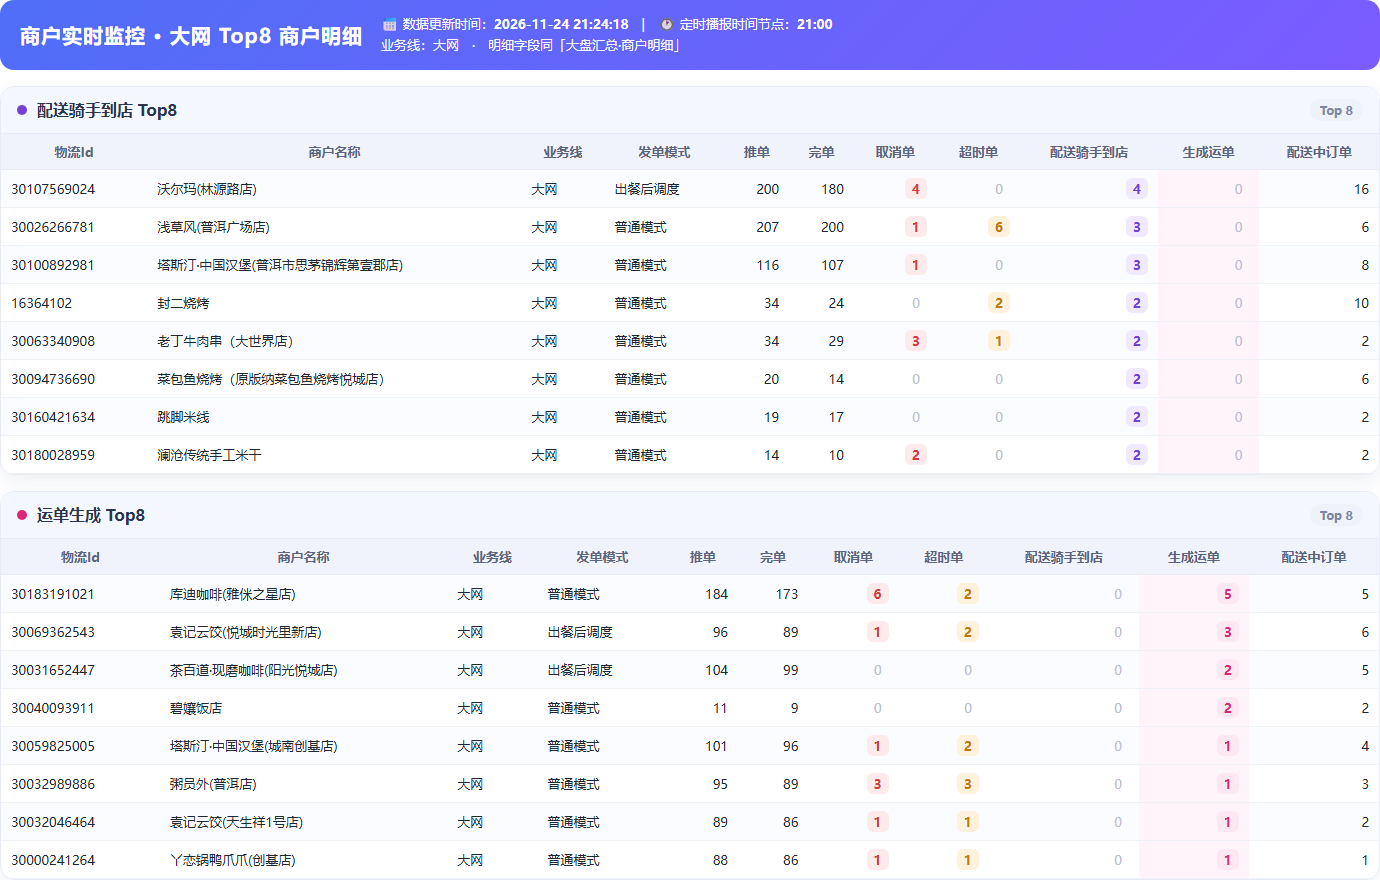 商户实时监控 • 大网 Top8 商户明细
数据更新时间：2026-11-24 21:24:18 | 定时播报时间节点：21:00
业务线：大网 · 明细字段同「大盘汇总·商户明细」
配送骑手到店 Top8 Top 8
物流Id 商户名称 业务线 发单模式 推单 完单 取消单 超时单 配送骑手到店 生成运单 配送中订单
30107569024 沃尔玛(林源路店) 大网 出餐后调度 200 180 4 0 4 0 16
30026266781 浅草风(普洱广场店) 大网 普通模式 207 200 1 6 3 0 6
30100892981 塔斯汀·中国汉堡(普洱市思茅锦辉第壹郡店) 大网 普通模式 116 107 1 0 3 0 8
16364102 封二烧烤 大网 普通模式 34 24 0 2 2 0 10
30063340908 老丁牛肉串（大世界店） 大网 普通模式 34 29 3 1 2 0 2
30094736690 菜包鱼烧烤（原版纳菜包鱼烧烤悦城店） 大网 普通模式 20 14 0 0 2 0 6
30160421634 跳脚米线 大网 普通模式 19 17 0 0 2 0 2
30180028959 澜沧传统手工米干 大网 普通模式 14 10 2 0 2 0 2
运单生成 Top8 Top 8
物流Id 商户名称 业务线 发单模式 推单 完单 取消单 超时单 配送骑手到店 生成运单 配送中订单
30183191021 库迪咖啡(雅侎之星店) 大网 普通模式 184 173 6 2 0 5 5
30069362543 袁记云饺(悦城时光里新店) 大网 出餐后调度 96 89 1 2 0 3 6
30031652447 茶百道·现磨咖啡(阳光悦城店) 大网 出餐后调度 104 99 0 0 0 2 5
30040093911 碧孃饭店 大网 普通模式 11 9 0 0 0 2 2
30059825005 塔斯汀·中国汉堡(城南创基店) 大网 普通模式 101 96 1 2 0 1 4
30032989886 粥员外(普洱店) 大网 普通模式 95 89 3 3 0 1 3
30032046464 袁记云饺(天生祥1号店) 大网 普通模式 89 86 1 1 0 1 2
30000241264 丫恋锅鸭爪爪(创基店) 大网 普通模式 88 86 1 1 0 1 1